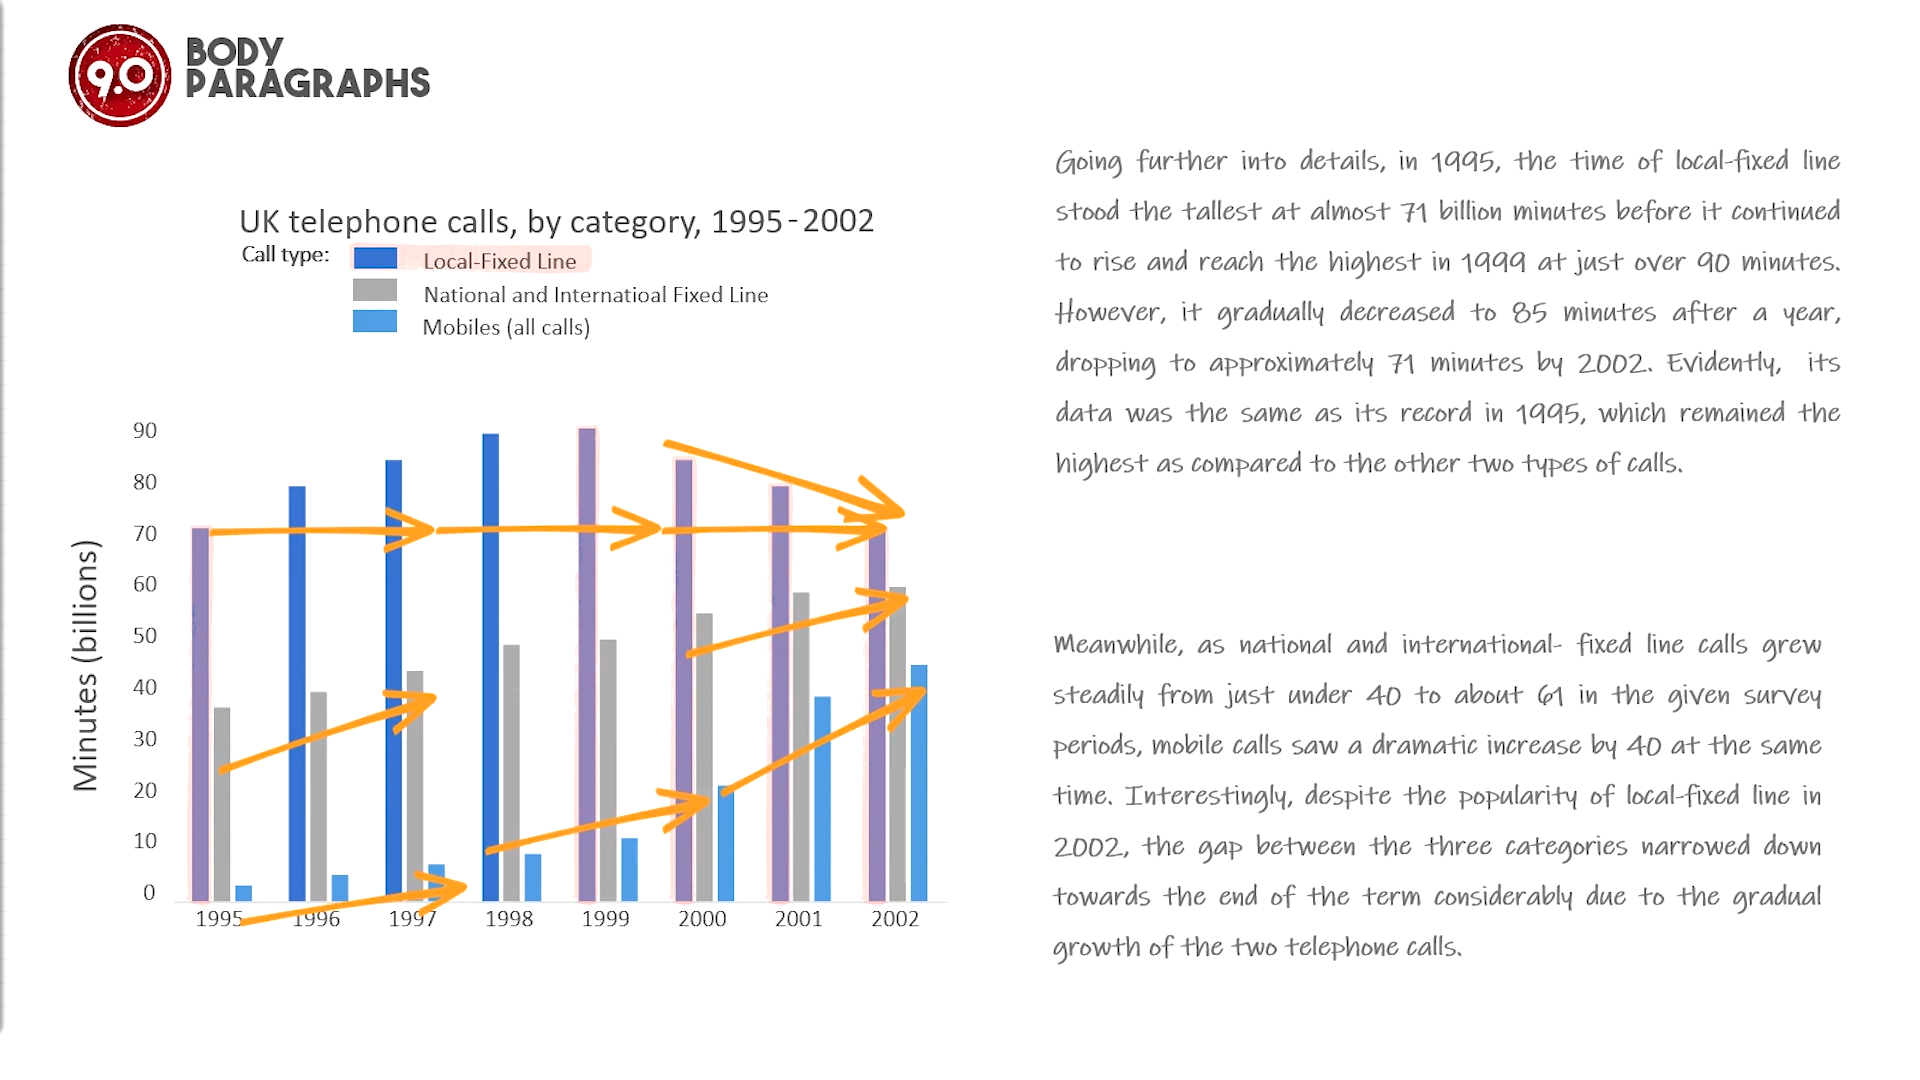 9.0
BODY
PARAGRAPHS
UK telephone calls, by category, 1995-2002
Call type:
Local-Fixed Line
National and Internatioal Fixed Line
Mobiles (all calls)
Minutes (billions)
90
80
70
60
50
40
30
20
10
0
1995 1996 1997 1998 1999 2000 2001 2002
Going further into details, in 1995, the time of local-fixed line
stood the tallest at almost 71 billion minutes before it continued
to rise and reach the highest in 1999 at just over 90 minutes.
However, it gradually decreased to 85 minutes after a year,
dropping to approximately 71 minutes by 2002. Evidently, its
data was the same as its record in 1995, which remained the
highest as compared to the other two types of calls.
Meanwhile, as national and international- fixed line calls grew
steadily from just under 40 to about 61 in the given survey
periods, mobile calls saw a dramatic increase by 40 at the same
time. Interestingly, despite the popularity of local-fixed line in
2002, the gap between the three categories narrowed down
towards the end of the term considerably due to the gradual
growth of the two telephone calls.